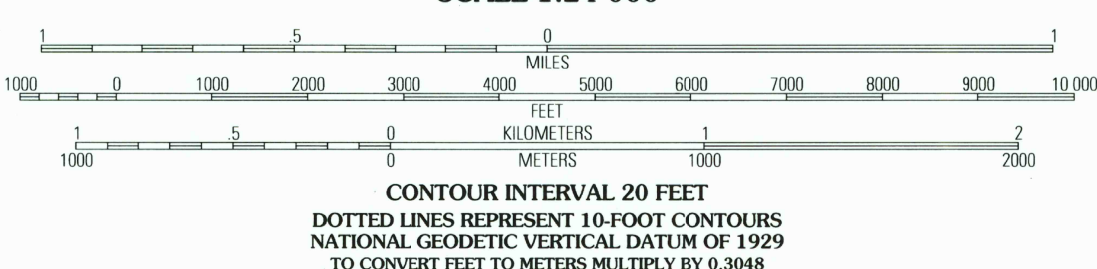 1 .5 0 1
MILES
1000 0 1000 2000 3000 4000 5000 6000 7000 8000 9000 10 000
FEET
1 .5 0 KILOMETERS 1 2
1000 0 METERS 1000 2000
CONTOUR INTERVAL 20 FEET
DOTTED LINES REPRESENT 10-FOOT CONTOURS
NATIONAL GEODETIC VERTICAL DATUM OF 1929
TO CONVERT FEET TO METERS MULTIPLY BY 0.3048